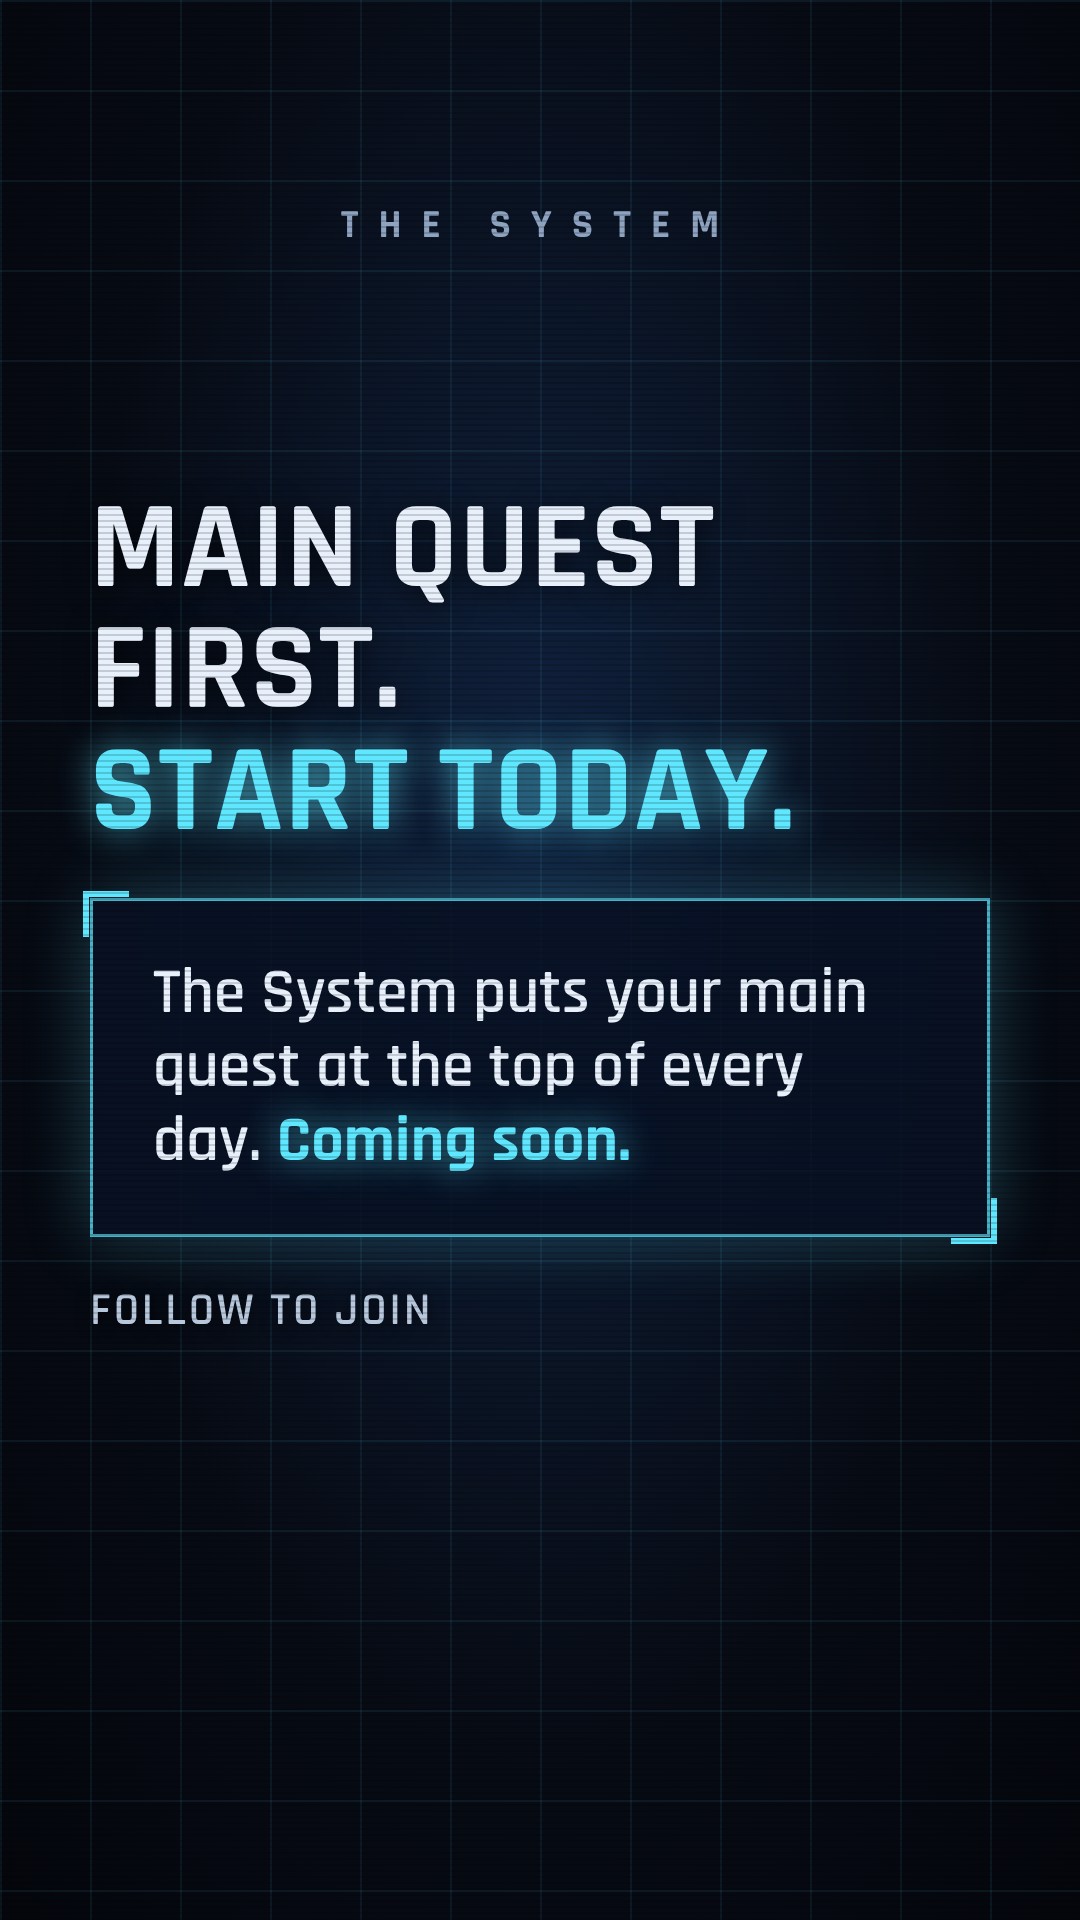 THE SYSTEM
MAIN QUEST
FIRST.
START TODAY.
The System puts your main
quest at the top of every
day. Coming soon.
FOLLOW TO JOIN